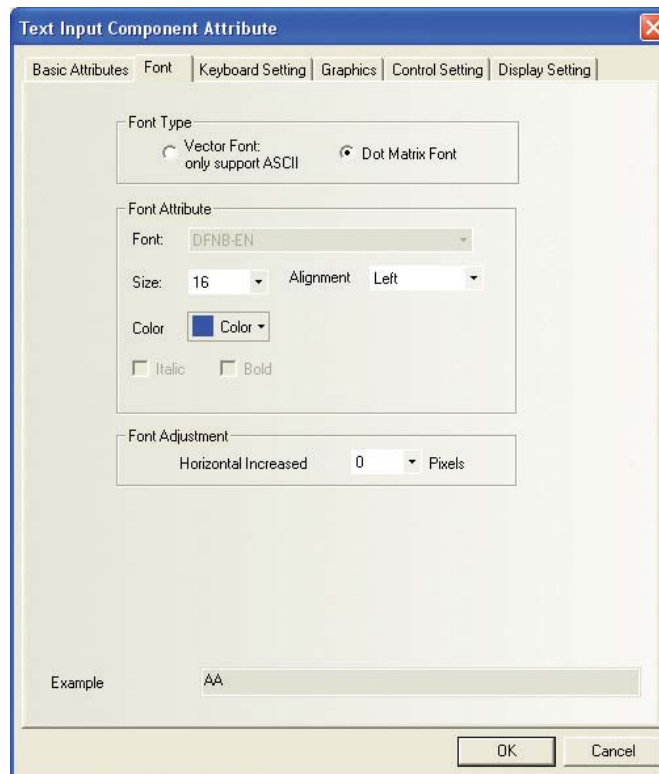 Text Input Component Attribute
Basic Attributes Font Keyboard Setting Graphics Control Setting Display Setting
Font Type
Vector Font:
only support ASCII
Dot Matrix Font
Font Attribute
Font: DFNB-EN
Size: 16 Alignment Left
Color Color
Italic Bold
Font Adjustment
Horizontal Increased 0 Pixels
Example AA
OK Cancel